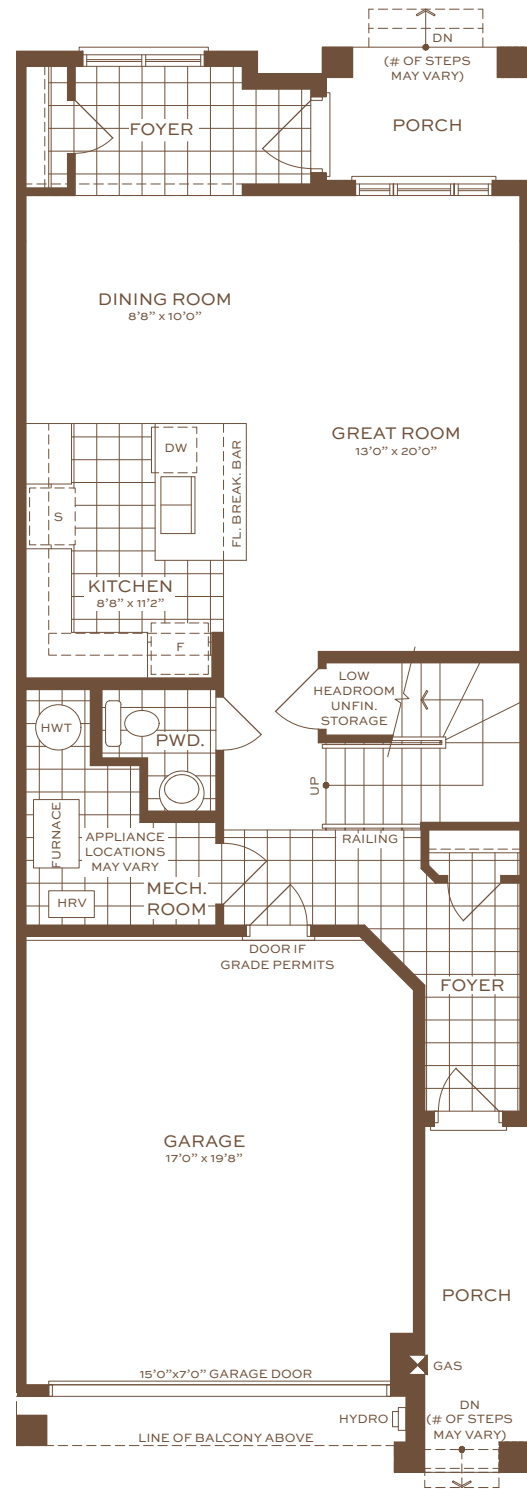 DN
(# OF STEPS
MAY VARY)
FOYER
PORCH
DINING ROOM
8'8" x 10'0"
GREAT ROOM
13'0" x 20'0"
DW
FL. BREAK. BAR
S
KITCHEN
8'8" x 11'2"
F
LOW
HEADROOM
UNFIN.
STORAGE
HWT
PWD.
UP
RAILING
FURNACE
APPLIANCE
LOCATIONS
MAY VARY
HRV
MECH.
ROOM
DOOR IF
GRADE PERMITS
FOYER
GARAGE
17'0" x 19'8"
PORCH
15'0"x7'0" GARAGE DOOR
GAS
HYDRO
DN
(# OF STEPS
MAY VARY)
LINE OF BALCONY ABOVE